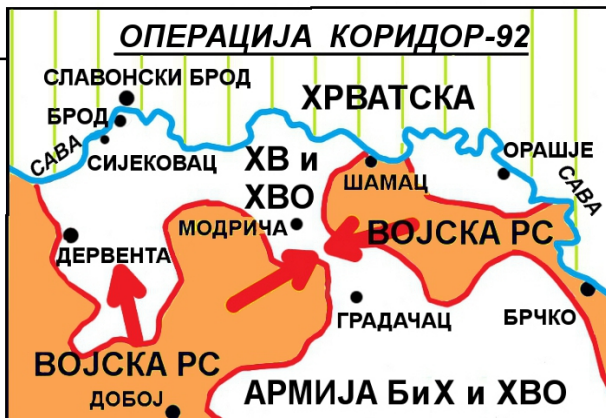 ОПЕРАЦИЈА КОРИДОР-92
СЛАВОНСКИ БРОД
ХРВАТСКА
БРОД
САВА
СИЈЕКОВАЦ
ХВ и
ХВО
ОРАШЈЕ
ШАМАЦ
САВА
МОДРИЧА
ВОЈСКА РС
ДЕРВЕНТА
ГРАДАЧАЦ
БРЧКО
ВОЈСКА РС
ДОБОЈ
АРМИЈА БиХ и ХВО